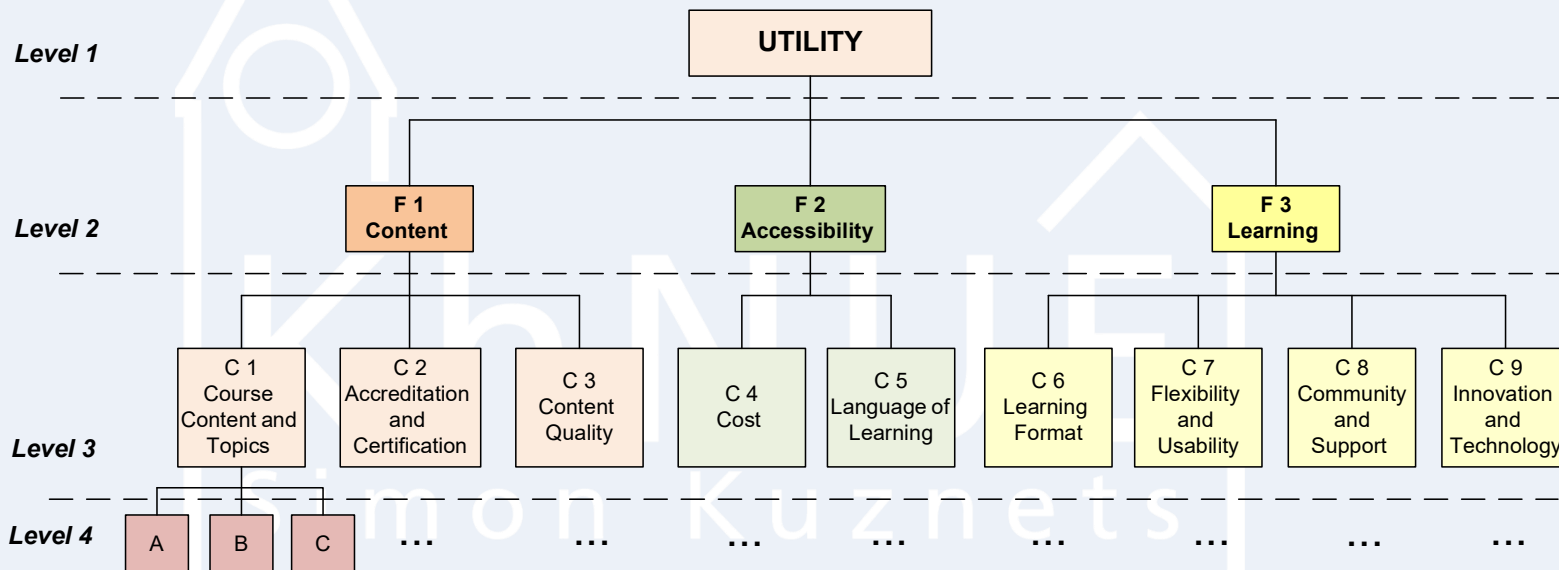 Level 1
UTILITY
Level 2
F 1
Content
F 2
Accessibility
F 3
Learning
KhNUE
Level 3
C 1
Course
Content and
Topics
C 2
Accreditation
and
Certification
C 3
Content
Quality
C 4
Cost
C 5
Language of
Learning
C 6
Learning
Format
C 7
Flexibility
and
Usability
C 8
Community
and
Support
C 9
Innovation
and
Technology
Simon Kuznets
Level 4
A
B
C
...
...
...
...
...
...
...
...